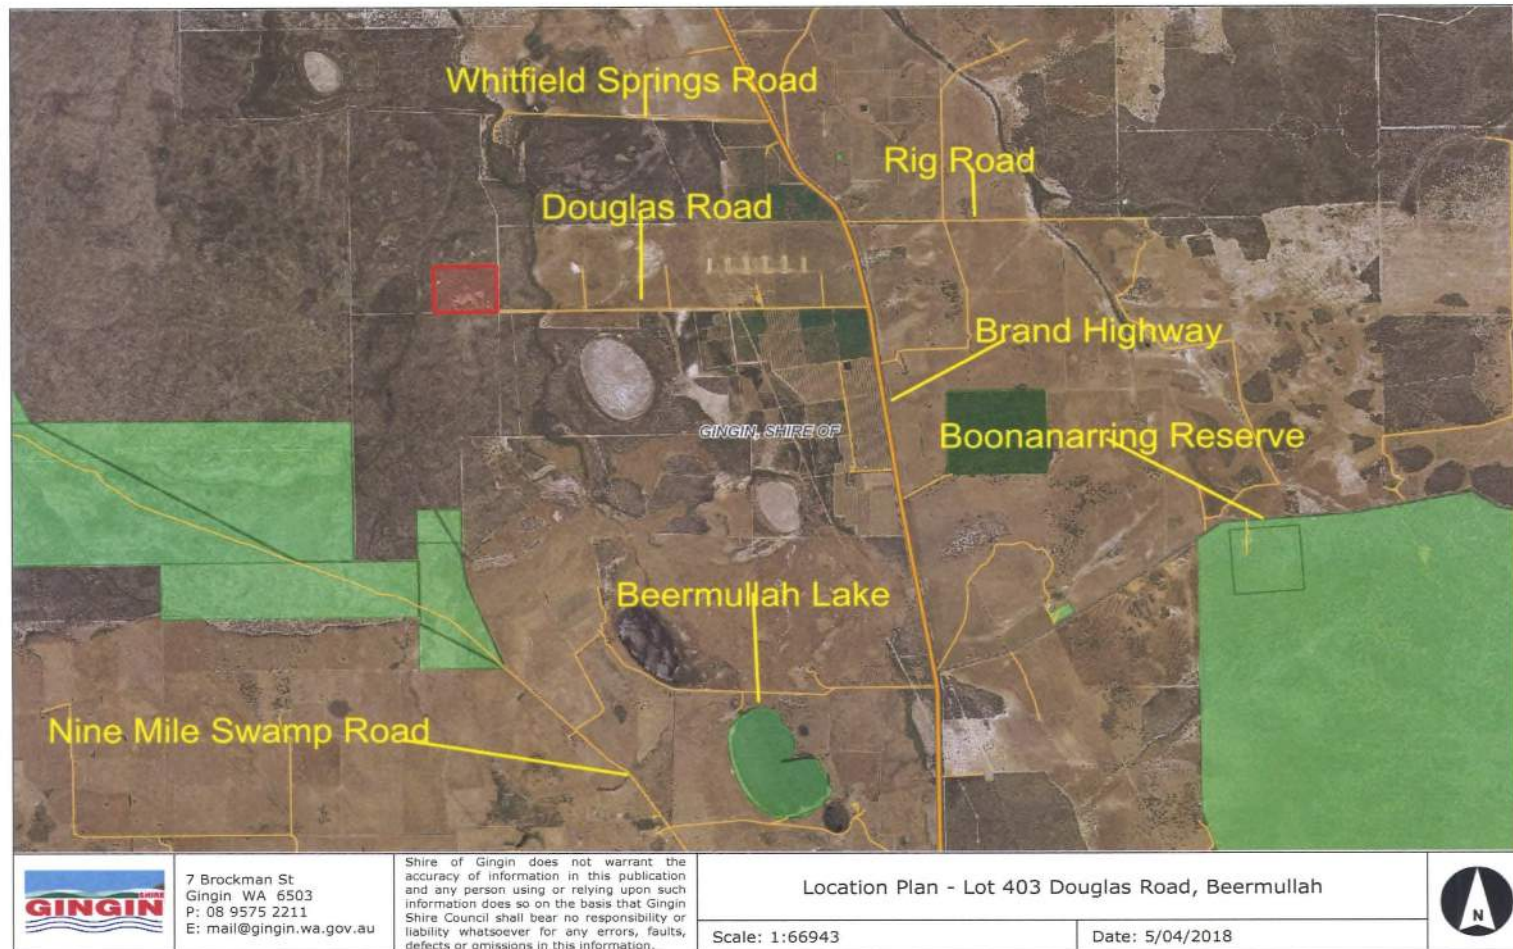 Whitfield Springs Road
Rig Road
Douglas Road
Brand Highway
GINGIN, SHIRE OF
Boonanarring Reserve
Beermullah Lake
Nine Mile Swamp Road
SHIRE
GINGIN
7 Brockman St
Gingin WA 6503
P: 08 9575 2211
E: mail@gingin.wa.gov.au
Shire of Gingin does not warrant the
accuracy of information in this publication
and any person using or relying upon such
information does so on the basis that Gingin
Shire Council shall bear no responsibility or
liability whatsoever for any errors, faults,
defects or omissions in this information.
Location Plan - Lot 403 Douglas Road, Beermullah
Scale: 1:66943
Date: 5/04/2018
N